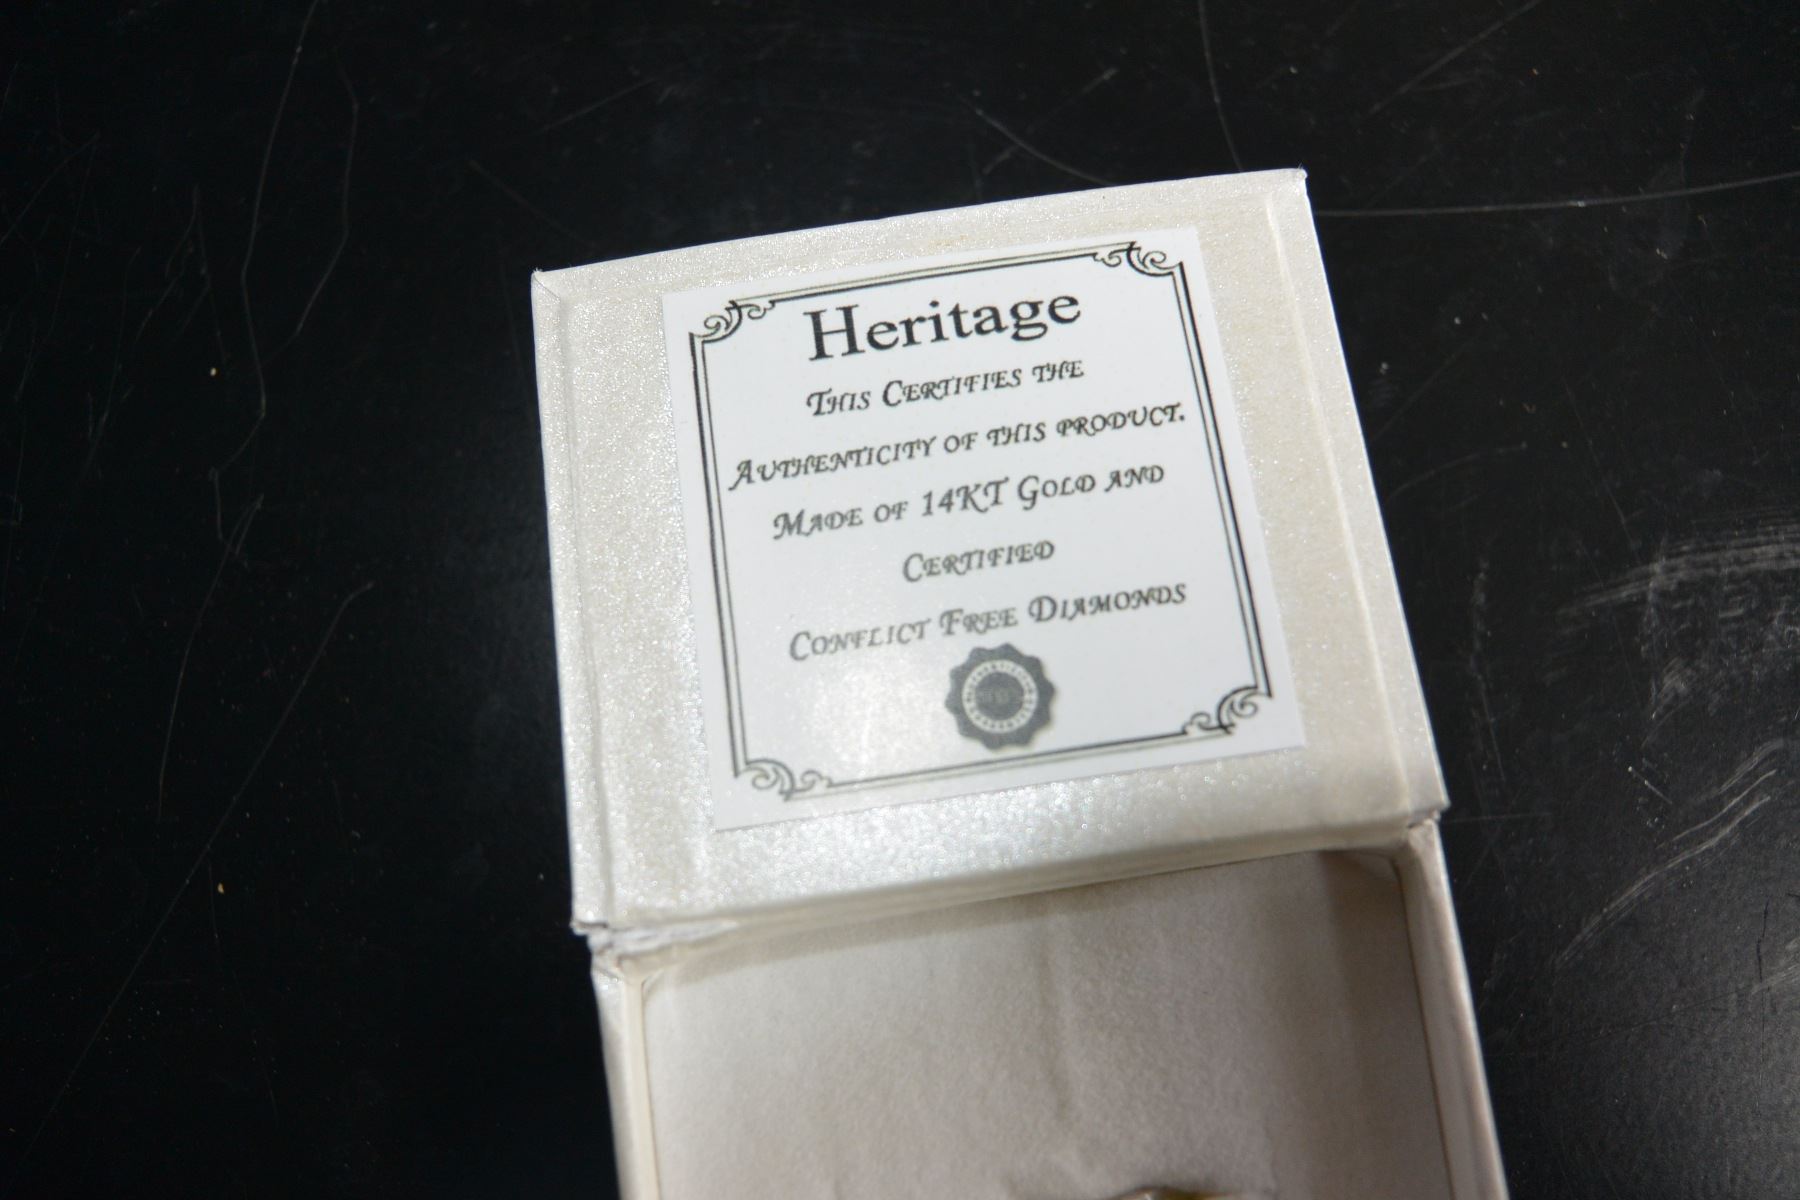 Heritage
This Certifies the
Authenticity of this product.
Made of 14KT Gold and
Certified
Conflict Free Diamonds